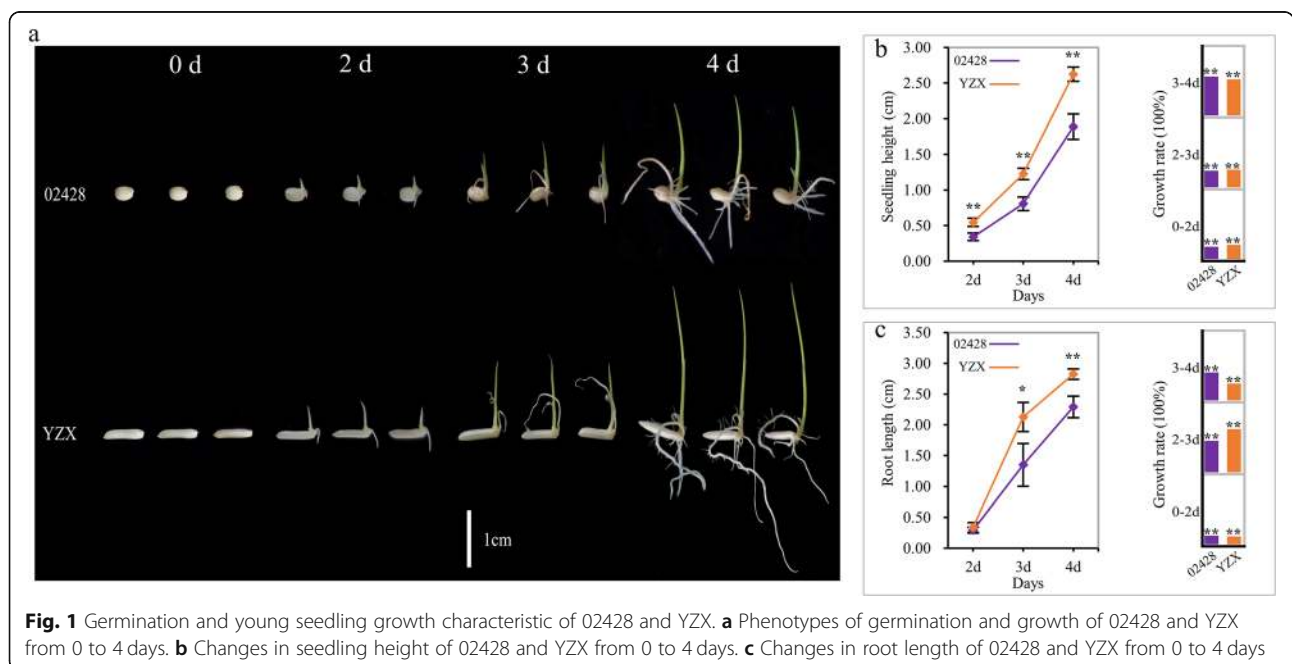 a
0 d 2 d 3 d 4 d
02428
YZX
1cm
b
3.00
2.50
2.00
1.50
1.00
0.50
0.00
Seedling height (cm)
02428
YZX
** ** **
2d 3d 4d
Days
Growth rate (100%)
3-4d
2-3d
0-2d
** **
** **
** **
02428 YZX
c
3.50
3.00
2.50
2.00
1.50
1.00
0.50
0.00
Root length (cm)
02428
YZX
* **
2d 3d 4d
Days
Growth rate (100%)
3-4d
2-3d
0-2d
** **
** **
** **
02428 YZX
Fig. 1 Germination and young seedling growth characteristic of 02428 and YZX. a Phenotypes of germination and growth of 02428 and YZX
from 0 to 4 days. b Changes in seedling height of 02428 and YZX from 0 to 4 days. c Changes in root length of 02428 and YZX from 0 to 4 days